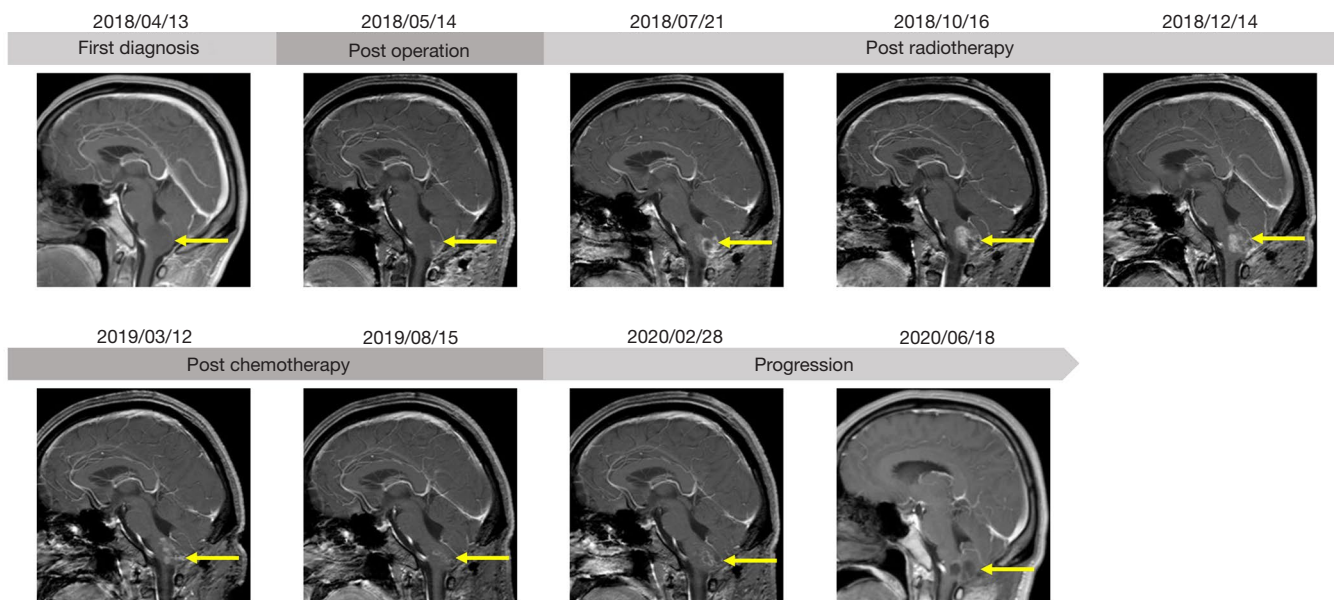 2018/04/13 2018/05/14 2018/07/21 2018/10/16 2018/12/14
First diagnosis Post operation Post radiotherapy
2019/03/12 2019/08/15 2020/02/28 2020/06/18
Post chemotherapy Progression